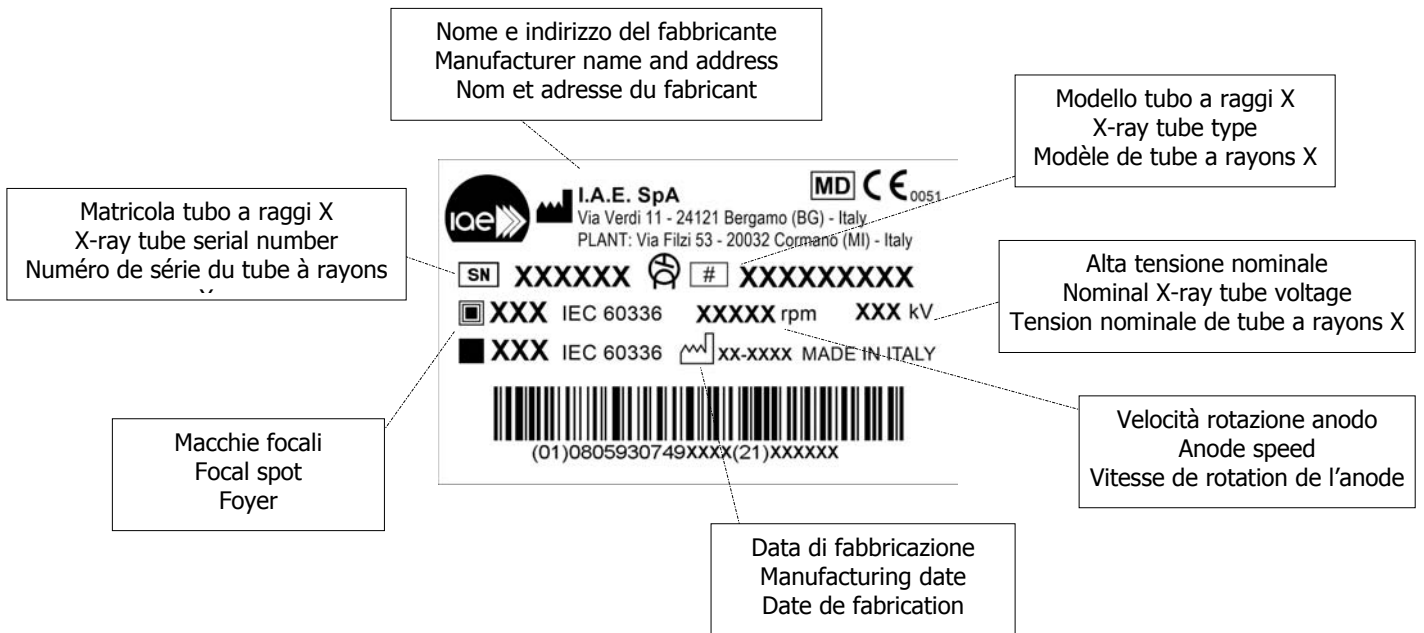 Nome e indirizzo del fabbricante
Manufacturer name and address
Nom et adresse du fabricant
Modello tubo a raggi X
X-ray tube type
Modèle de tube a rayons X
Matricola tubo a raggi X
X-ray tube serial number
Numéro de série du tube à rayons
iae I.A.E. SpA MD CE 0051
Via Verdi 11 - 24121 Bergamo (BG) - Italy
PLANT: Via Filzi 53 - 20032 Cormano (MI) - Italy
SN XXXXXX # XXXXXXXXX
XXX IEC 60336 XXXXX rpm XXX kV
XXX IEC 60336 XX-XXXX MADE IN ITALY
(01)0805930749XXXX(21)XXXXXX
Alta tensione nominale
Nominal X-ray tube voltage
Tension nominale de tube a rayons X
Macchie focali
Focal spot
Foyer
Velocità rotazione anodo
Anode speed
Vitesse de rotation de l’anode
Data di fabbricazione
Manufacturing date
Date de fabrication